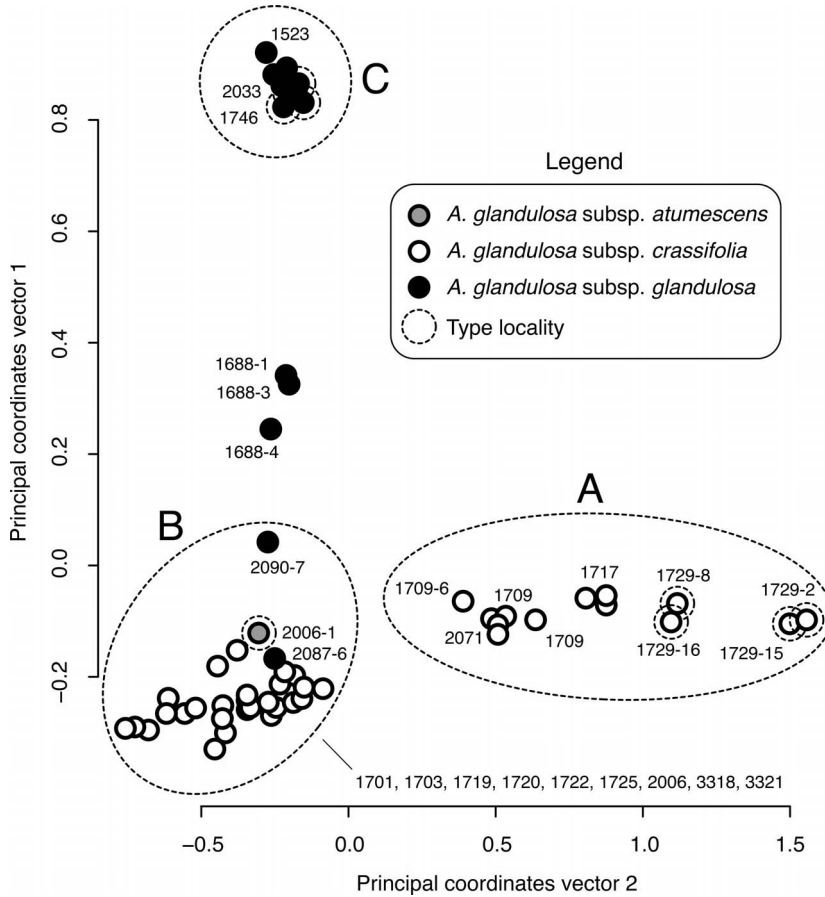 1523
C
2033
1746
0.8
Legend
A. glandulosa subsp. atumescens
A. glandulosa subsp. crassifolia
A. glandulosa subsp. glandulosa
Type locality
0.6
0.4
1688-1
1688-3
1688-4
0.2
Principal coordinates vector 1
A
B
0.0
2090-7
1709-6
1709
1717
1729-8
1729-2
2006-1
2071
1709
1729-16
1729-15
2087-6
−0.2
1701, 1703, 1719, 1720, 1722, 1725, 2006, 3318, 3321
−0.5
0.0
0.5
1.0
1.5
Principal coordinates vector 2